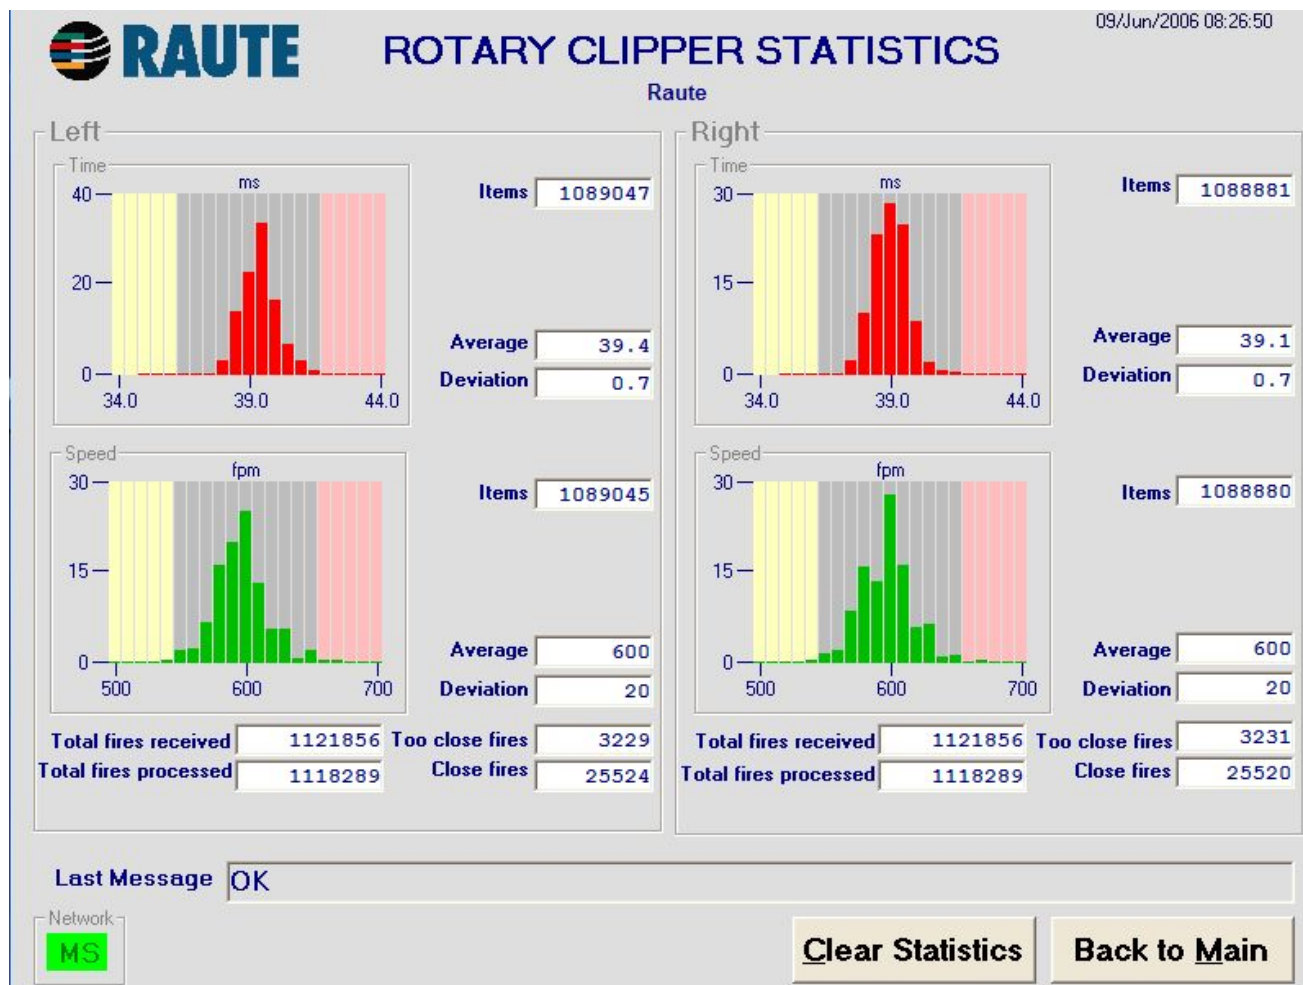 09/Jun/2006 08:26:50
RAUTE
ROTARY CLIPPER STATISTICS
Raute
Left
Time
ms
40
20
0
34.0 39.0 44.0
Items 1089047
Average 39.4
Deviation 0.7
Speed
fpm
30
15
0
500 600 700
Items 1089045
Average 600
Deviation 20
Total fires received 1121856 Too close fires 3229
Total fires processed 1118289 Close fires 25524
Right
Time
ms
30
15
0
34.0 39.0 44.0
Items 1088881
Average 39.1
Deviation 0.7
Speed
fpm
30
15
0
500 600 700
Items 1088880
Average 600
Deviation 20
Total fires received 1121856 Too close fires 3231
Total fires processed 1118289 Close fires 25520
Last Message OK
Network
MS
Clear Statistics
Back to Main